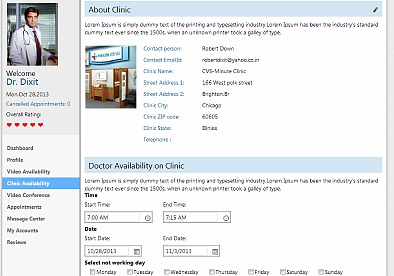 Welcome
Dr. Dixit
Mon,Oct 28,2013
Cancelled Appointments: 0
Overall Rating:
Dashboard
Profile
Video Availability
Clinic Availability
Video Conference
Appointments
Message Center
My Accounts
Reviews
About Clinic
Lorem Ipsum is simply dummy text of the printing and typesetting industry.Lorem Ipsum has been the industry's
dummy text ever since the 1500s, when an unknown printer took a galley of type.
minute clinic
Contact person: Robert Down
Contact EmailId: robertdixit@yahoo.co.in
Clinic Name: CVS-Minute Clinic
Street Address 1: 166 West polk street
Street Address 2: Brighton.Br
Clinic City: Chicago
Clinic ZIP code: 60605
Clinic State: Illinios
Telephone :
Doctor Availability on Clinic
Lorem Ipsum is simply dummy text of the printing and typesetting industry.Lorem Ipsum has been the industry's standard
dummy text ever since the 1500s, when an unknown printer took a galley of type.
Time
Start Time: End Time:
7:00 AM 7:15 AM
Date
Start Date: End Date:
10/28/2013 11/3/2013
Select not working day
Monday Tuesday Wednesday Thursday Friday Saturday Sunday